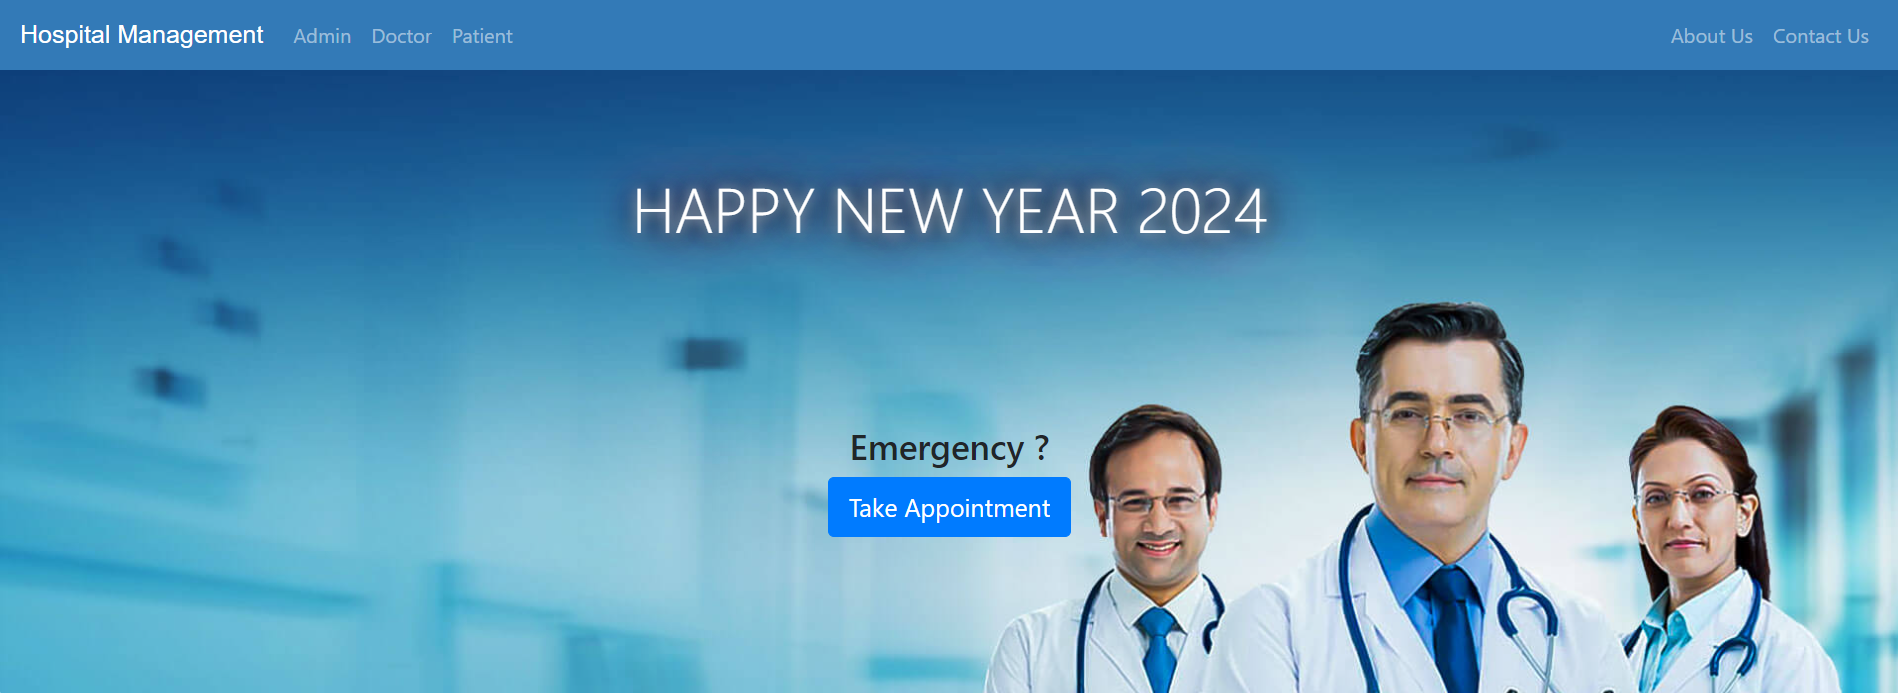 Hospital Management Admin Doctor Patient About Us Contact Us
HAPPY NEW YEAR 2024
Emergency ?
Take Appointment